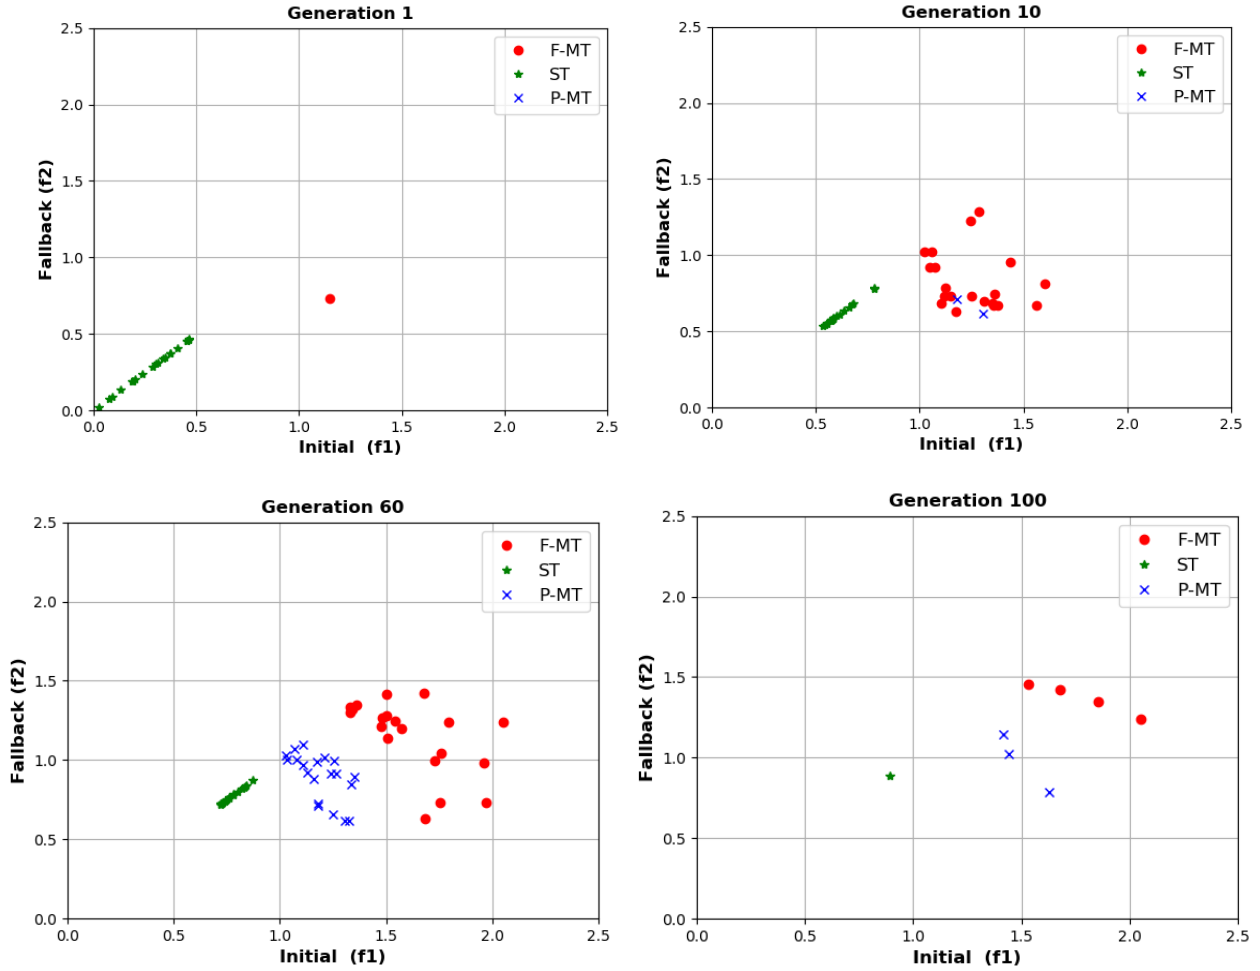 Generation 1
2.5
2.0
1.5
1.0
0.5
0.0
Fallback (f2)
F-MT
ST
P-MT
0.0 0.5 1.0 1.5 2.0 2.5
Initial (f1)
Generation 10
2.5
2.0
1.5
1.0
0.5
0.0
Fallback (f2)
F-MT
ST
P-MT
0.0 0.5 1.0 1.5 2.0 2.5
Initial (f1)
Generation 60
2.5
2.0
1.5
1.0
0.5
0.0
Fallback (f2)
F-MT
ST
P-MT
0.0 0.5 1.0 1.5 2.0 2.5
Initial (f1)
Generation 100
2.5
2.0
1.5
1.0
0.5
0.0
Fallback (f2)
F-MT
ST
P-MT
0.0 0.5 1.0 1.5 2.0 2.5
Initial (f1)